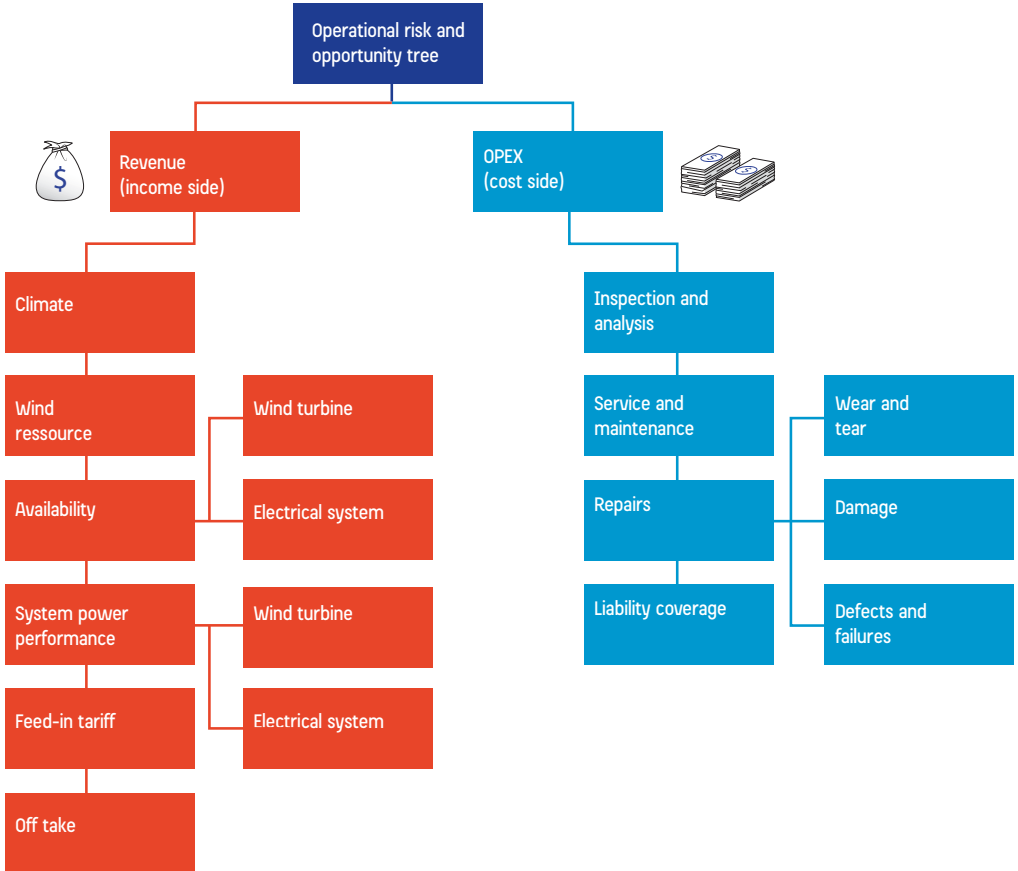 Operational risk and
opportunity tree
$
Revenue
(income side)
OPEX
(cost side)
$
$
Climate
Inspection and
analysis
Wind
ressource
Wind turbine
Service and
maintenance
Wear and
tear
Availability
Electrical system
Repairs
Damage
System power
performance
Wind turbine
Liability coverage
Defects and
failures
Feed-in tariff
Electrical system
Off take